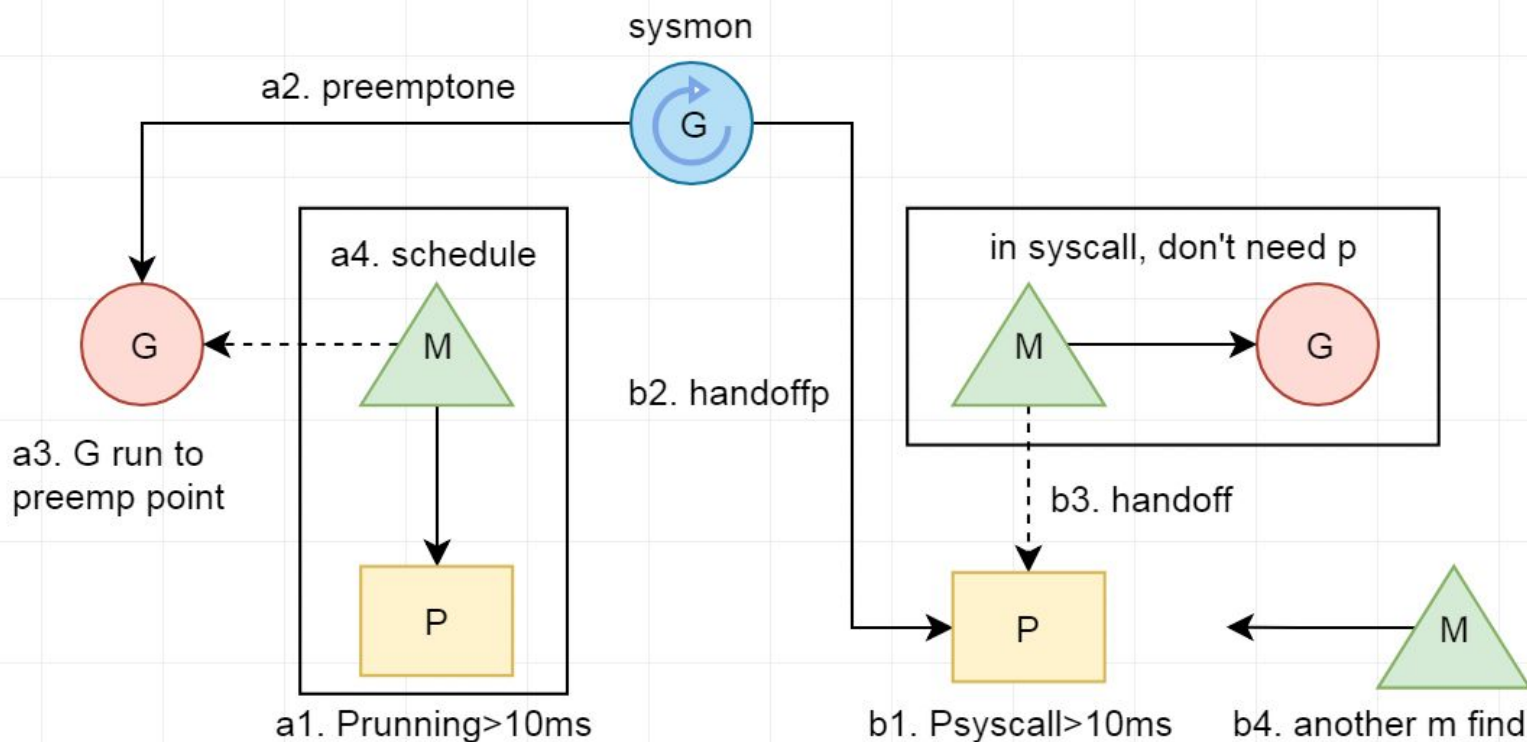 sysmon
a2. preemptone
G
a4. schedule
in syscall, don't need p
G
M
M
G
b2. handoffp
a3. G run to
preemp point
b3. handoff
P
P
M
a1. Prunning>10ms
b1. Psyscall>10ms
b4. another m find